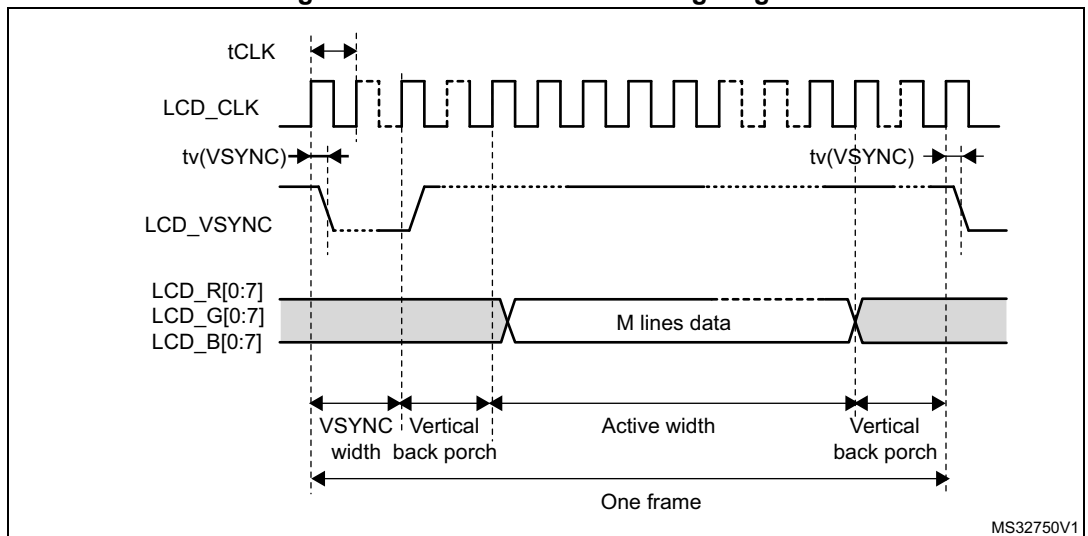 tCLK
LCD_CLK
tv(VSYNC)
tv(VSYNC)
LCD_VSYNC
LCD_R[0:7]
LCD_G[0:7]
LCD_B[0:7]
M lines data
VSYNC width
Vertical back porch
Active width
Vertical back porch
One frame
MS32750V1